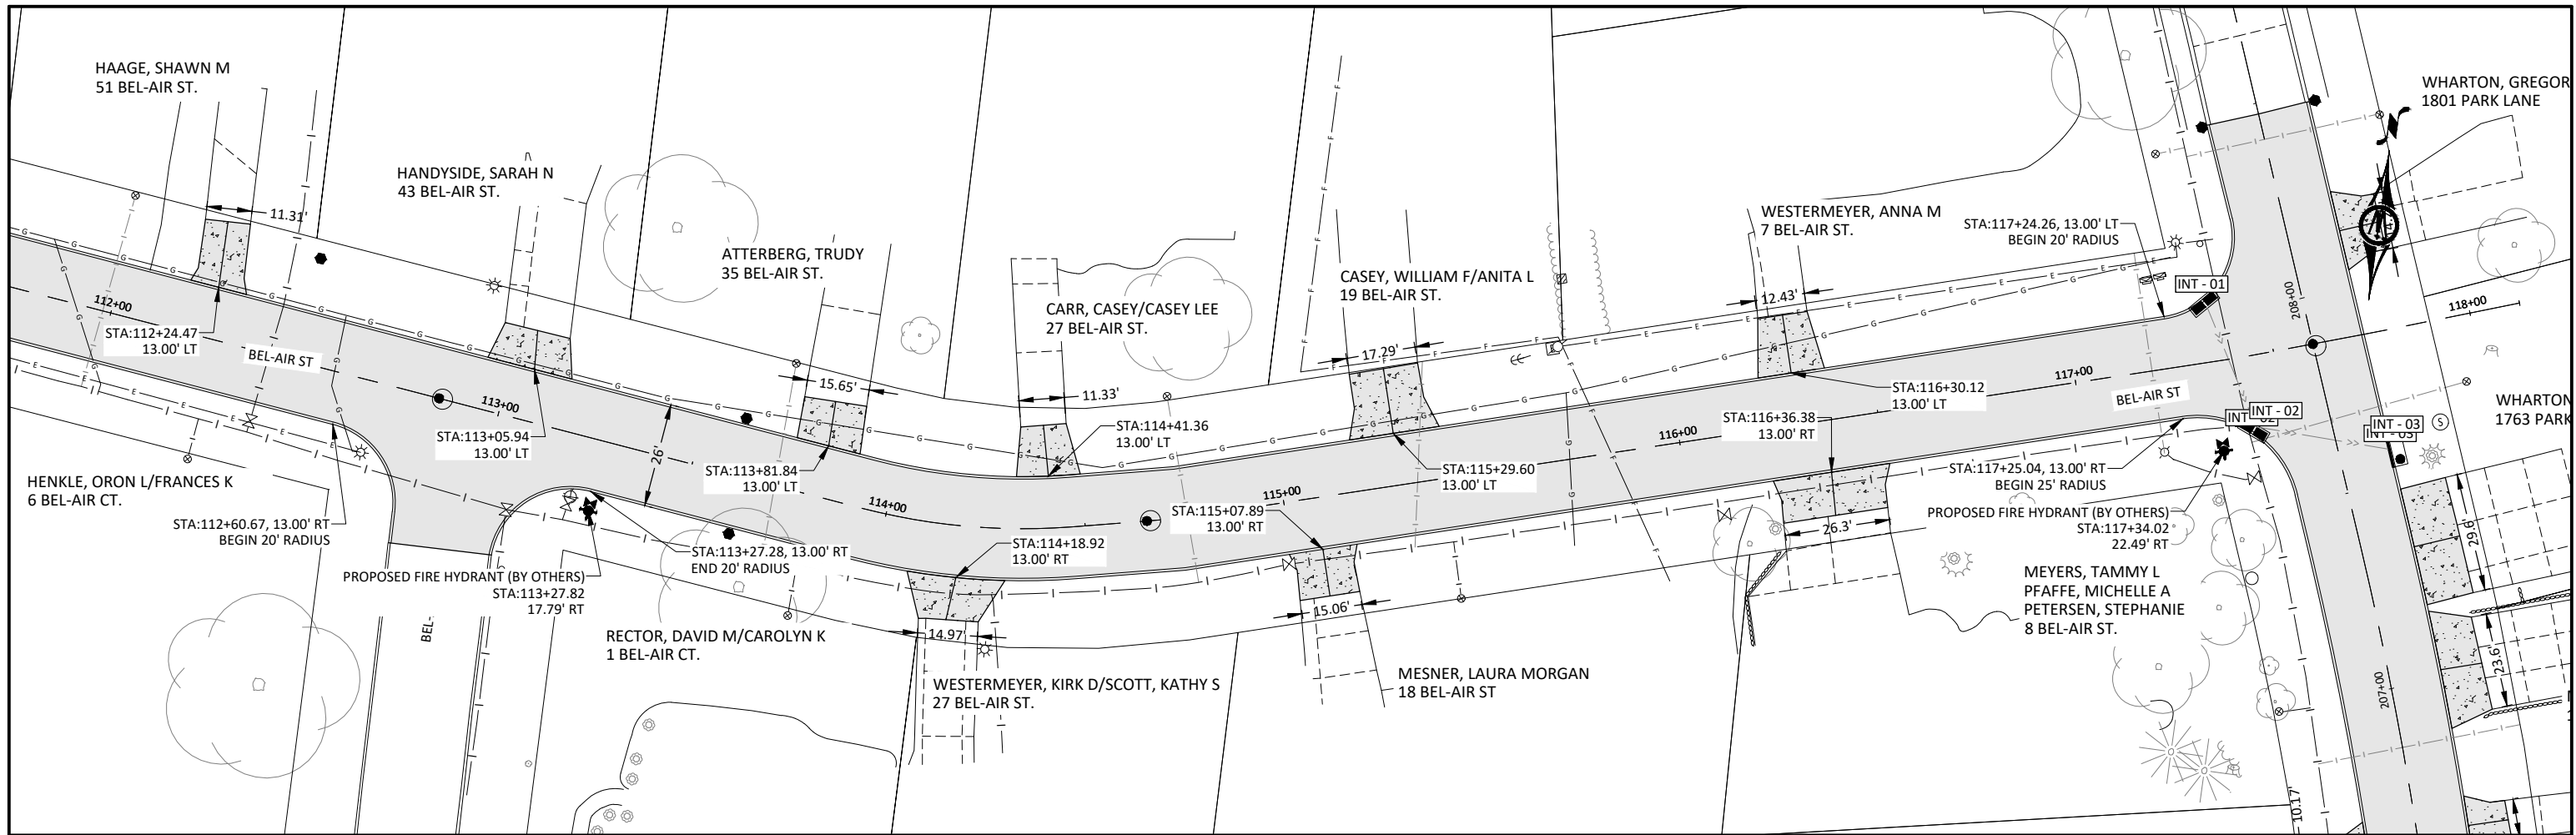 HAAGE, SHAWN M
51 BEL-AIR ST.
11.31'
112+00
STA:112+24.47
13.00' LT
BEL-AIR ST
HANDYSIDE, SARAH N
43 BEL-AIR ST.
113+00
STA:113+05.94
13.00' LT
HENKLE, ORON L/FRANCES K
6 BEL-AIR CT.
STA:112+60.67, 13.00' RT
BEGIN 20' RADIUS
ATTERBERG, TRUDY
35 BEL-AIR ST.
15.65'
26'
STA:113+81.84
13.00' LT
114+00
STA:113+27.28, 13.00' RT
END 20' RADIUS
PROPOSED FIRE HYDRANT (BY OTHERS)
STA:113+27.82
17.79' RT
BEL-
RECTOR, DAVID M/CAROLYN K
1 BEL-AIR CT.
CARR, CASEY/CASEY LEE
27 BEL-AIR ST.
11.33'
STA:114+41.36
13.00' LT
STA:114+18.92
13.00' RT
14.97'
WESTERMEYER, KIRK D/SCOTT, KATHY S
27 BEL-AIR ST.
CASEY, WILLIAM F/ANITA L
19 BEL-AIR ST.
17.29'
STA:115+29.60
13.00' LT
115+00
STA:115+07.89
13.00' RT
15.06'
MESNER, LAURA MORGAN
18 BEL-AIR ST
WESTERMEYER, ANNA M
7 BEL-AIR ST.
12.43'
STA:116+30.12
13.00' LT
116+00
STA:116+36.38
13.00' RT
26.3'
117+00
BEL-AIR ST
STA:117+24.26, 13.00' LT
BEGIN 20' RADIUS
INT - 01
INT - 02
INT - 03
S
STA:117+25.04, 13.00' RT
BEGIN 25' RADIUS
PROPOSED FIRE HYDRANT (BY OTHERS)
STA:117+34.02
22.49' RT
MEYERS, TAMMY L
PFAFFE, MICHELLE A
PETERSEN, STEPHANIE
8 BEL-AIR ST.
WHARTON, GREGOR
1801 PARK LANE
N
118+00
208+00
WHARTON
1763 PARK
29.6'
23.6'
207+00
10.17'